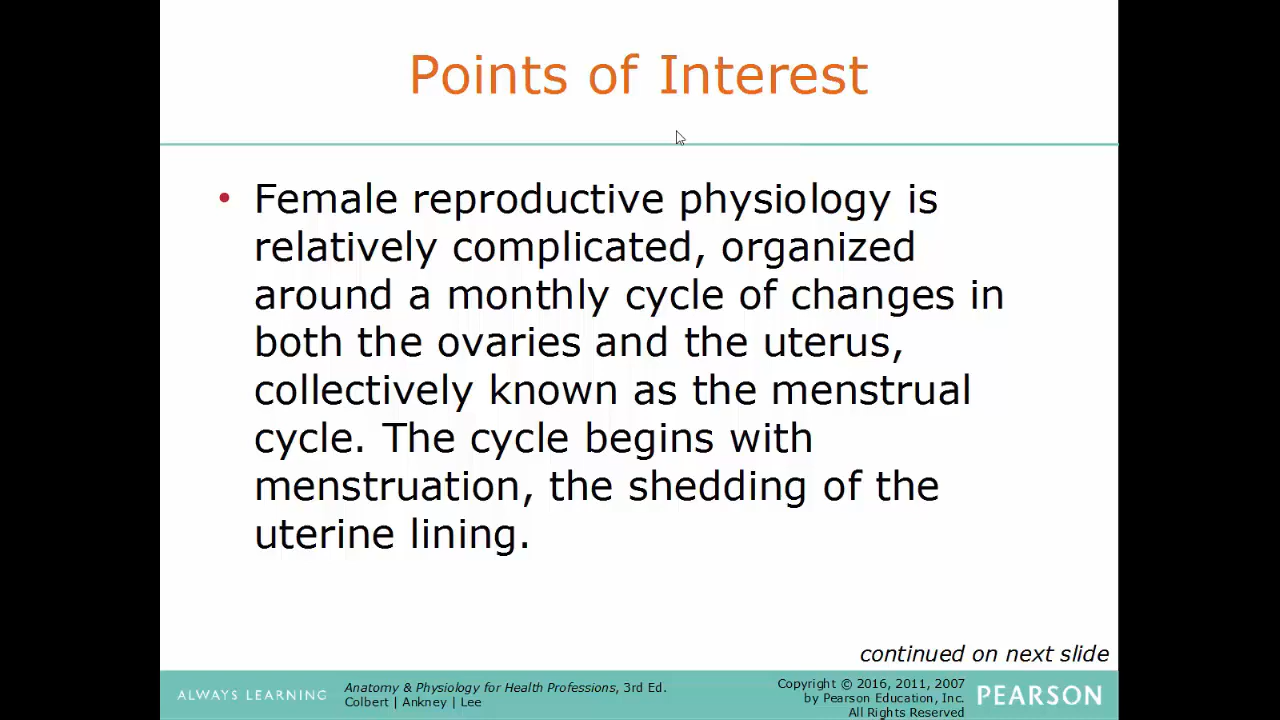 Points of Interest
• Female reproductive physiology is
relatively complicated, organized
around a monthly cycle of changes in
both the ovaries and the uterus,
collectively known as the menstrual
cycle. The cycle begins with
menstruation, the shedding of the
uterine lining.
continued on next slide
ALWAYS LEARNING
Anatomy & Physiology for Health Professions, 3rd Ed.
Colbert | Ankney | Lee
Copyright © 2016, 2011, 2007
by Pearson Education, Inc.
All Rights Reserved
PEARSON